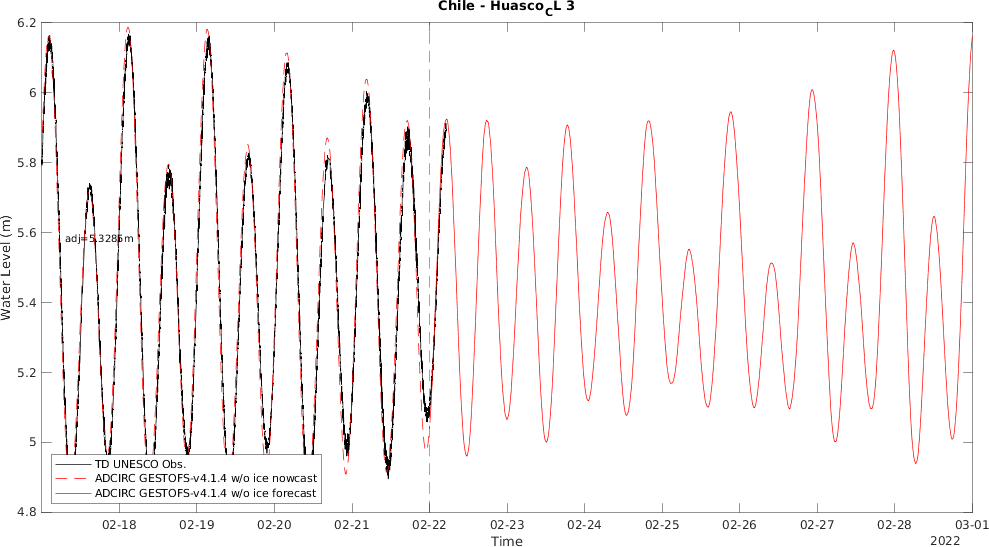 Chile - Huasco_CL 3
6.2
6
5.8
5.6
5.4
5.2
5
4.8
Water Level (m)
adj=5.3285m
TD UNESCO Obs.
ADCIRC GESTOFS-v4.1.4 w/o ice nowcast
ADCIRC GESTOFS-v4.1.4 w/o ice forecast
02-18 02-19 02-20 02-21 02-22 02-23 02-24 02-25 02-26 02-27 02-28 03-01
Time
2022